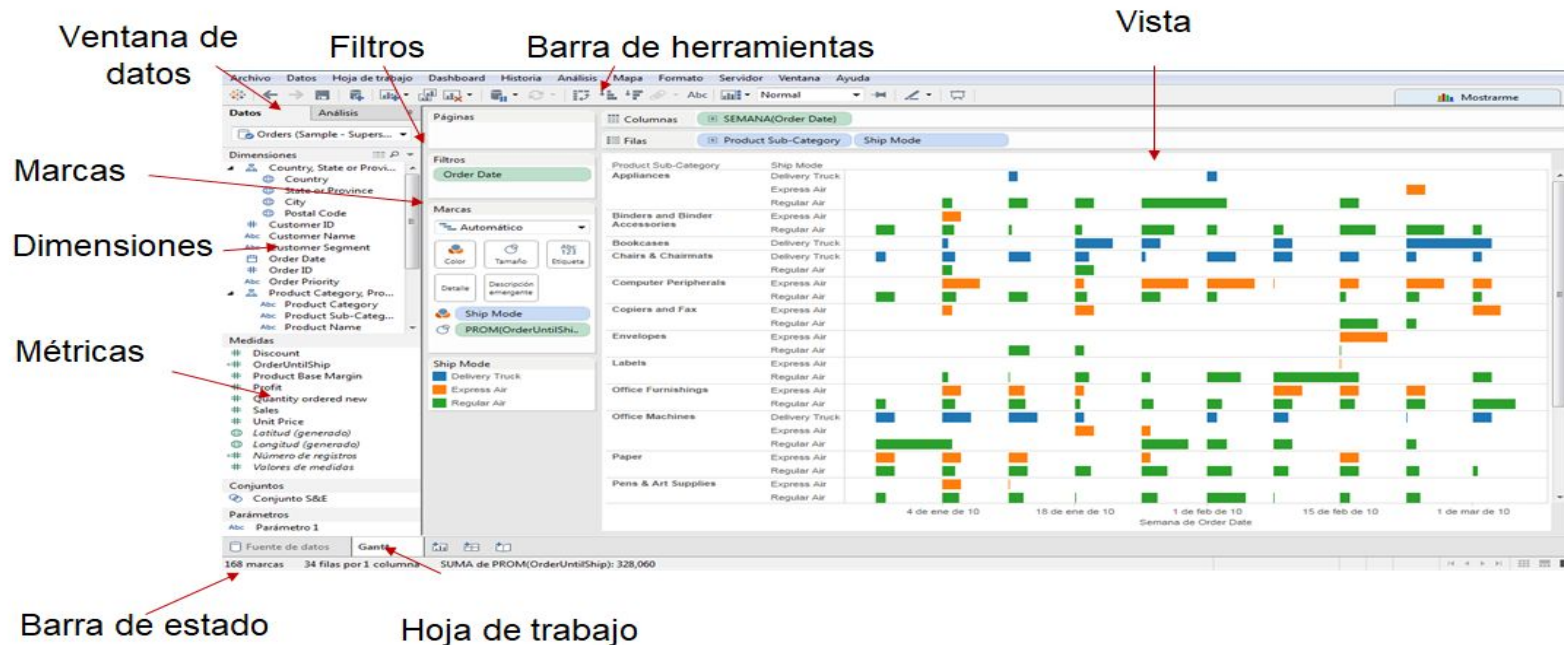 Ventana de
datos
Filtros
Barra de herramientas
Vista
Marcas
Dimensiones
Métricas
Barra de estado
Hoja de trabajo
Archivo Datos Hoja de trabajo Dashboard Historia Análisis Mapa Formato Servidor Ventana Ayuda
Abc Normal
Mostrarme
Datos Análisis
Orders (Sample - Supers...
Dimensiones
Country, State or Provi...
Country
State or Province
City
Postal Code
Customer ID
Abc Customer Name
Abc Customer Segment
Order Date
Order ID
Abc Order Priority
Product Category, Pro...
Abc Product Category
Abc Product Sub-Categ...
Abc Product Name
Medidas
Discount
OrderUntilShip
Product Base Margin
Profit
Quantity ordered new
Sales
Unit Price
Latitud (generado)
Longitud (generado)
Número de registros
Valores de medidas
Conjuntos
Conjunto S&E
Parámetros
Abc Parámetro 1
Páginas
Filtros
Order Date
Marcas
Automático
Abc
123
Color Tamaño Etiqueta
Detalle Descripción
emergente
Ship Mode
PROM(OrderUntilShi..
Ship Mode
Delivery Truck
Express Air
Regular Air
Columnas SEMANA(Order Date)
Filas Product Sub-Category Ship Mode
Product Sub-Category Ship Mode
Appliances Delivery Truck
Express Air
Regular Air
Binders and Binder Express Air
Accessories Regular Air
Bookcases Delivery Truck
Chairs & Chairmats Delivery Truck
Regular Air
Computer Peripherals Express Air
Regular Air
Copiers and Fax Express Air
Regular Air
Envelopes Express Air
Regular Air
Labels Express Air
Regular Air
Office Furnishings Express Air
Regular Air
Office Machines Delivery Truck
Express Air
Regular Air
Paper Express Air
Regular Air
Pens & Art Supplies Express Air
Regular Air
4 de ene de 10 18 de ene de 10 1 de feb de 10 15 de feb de 10 1 de mar de 10
Semana de Order Date
Fuente de datos Gantt
168 marcas 34 filas por 1 columna SUMA de PROM(OrderUntilShip): 328,060